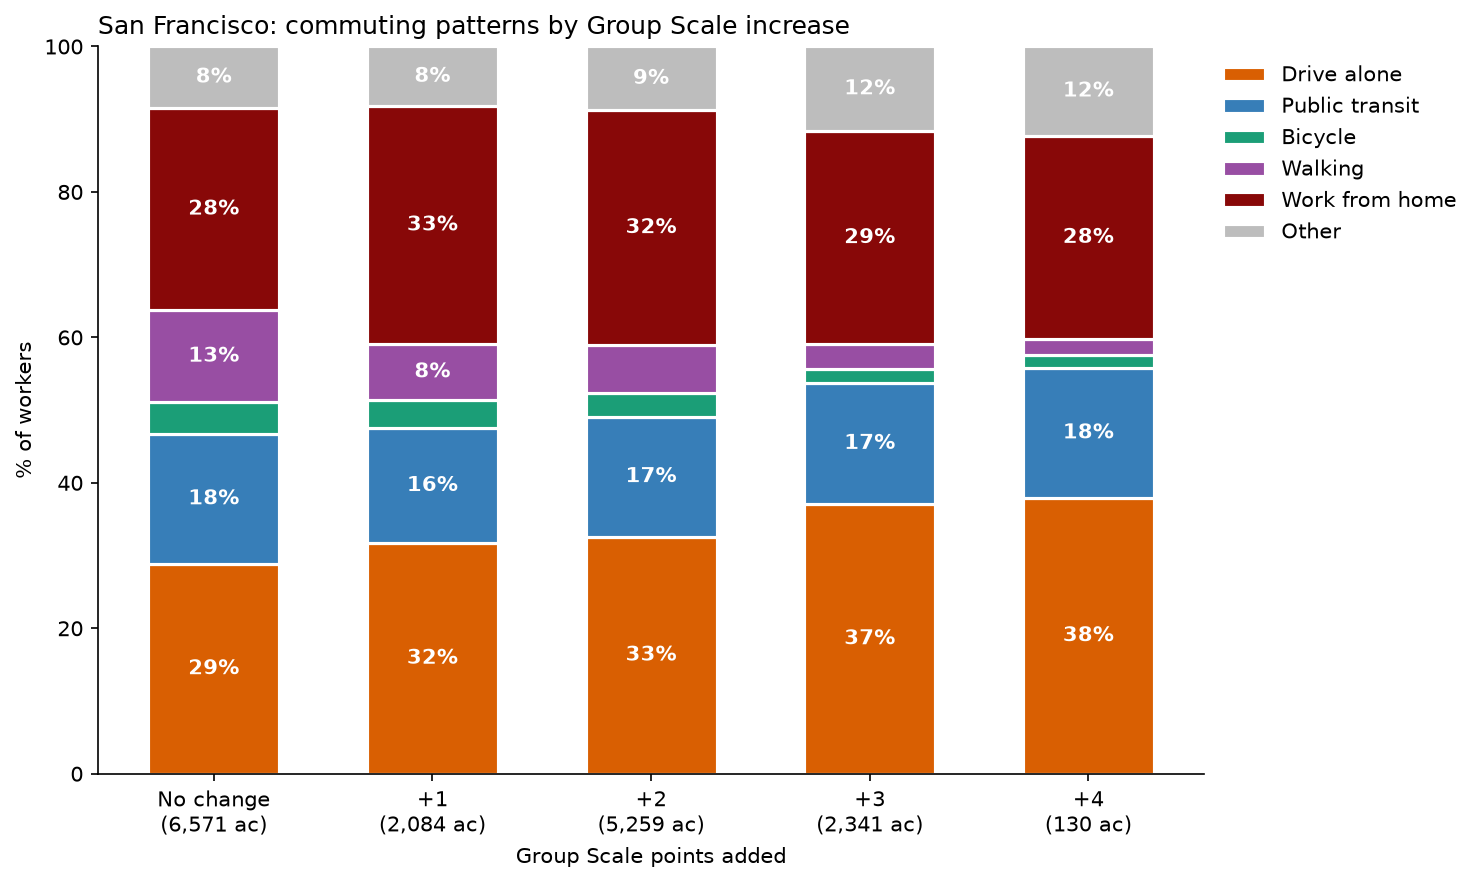 San Francisco: commuting patterns by Group Scale increase
% of workers
100
80
60
40
20
0
8%
28%
13%
18%
29%
8%
33%
8%
16%
32%
9%
32%
17%
33%
12%
29%
17%
37%
12%
28%
18%
38%
No change
(6,571 ac)
+1
(2,084 ac)
+2
(5,259 ac)
+3
(2,341 ac)
+4
(130 ac)
Group Scale points added
Drive alone
Public transit
Bicycle
Walking
Work from home
Other